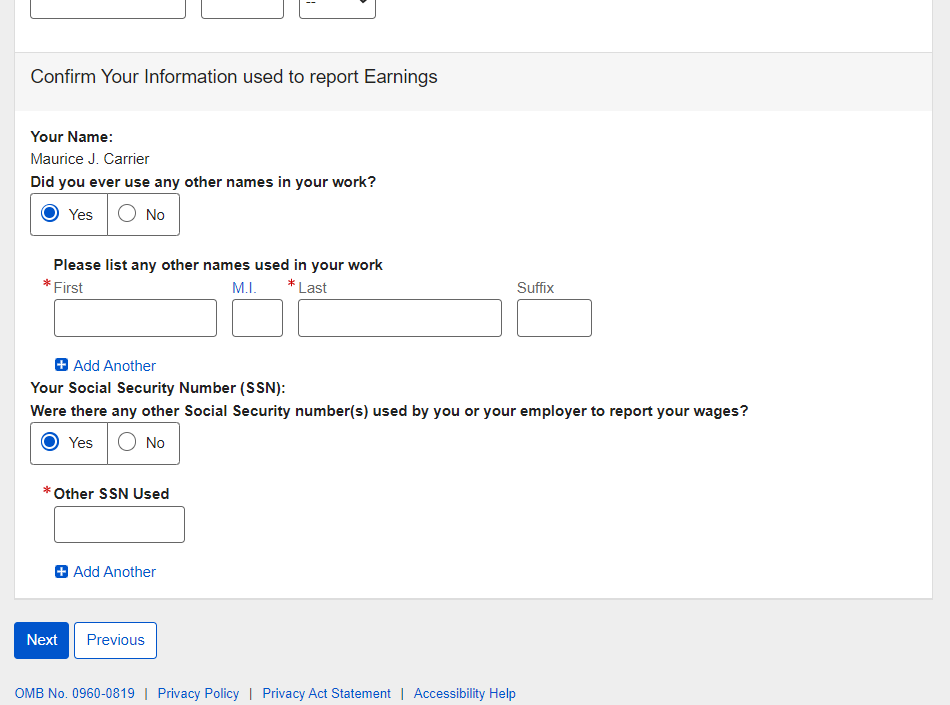 --
Confirm Your Information used to report Earnings
Your Name:
Maurice J. Carrier
Did you ever use any other names in your work?
Yes No
Please list any other names used in your work
*First M.I. *Last Suffix
Add Another
Your Social Security Number (SSN):
Were there any other Social Security number(s) used by you or your employer to report your wages?
Yes No
*Other SSN Used
Add Another
Next Previous
OMB No. 0960-0819 | Privacy Policy | Privacy Act Statement | Accessibility Help